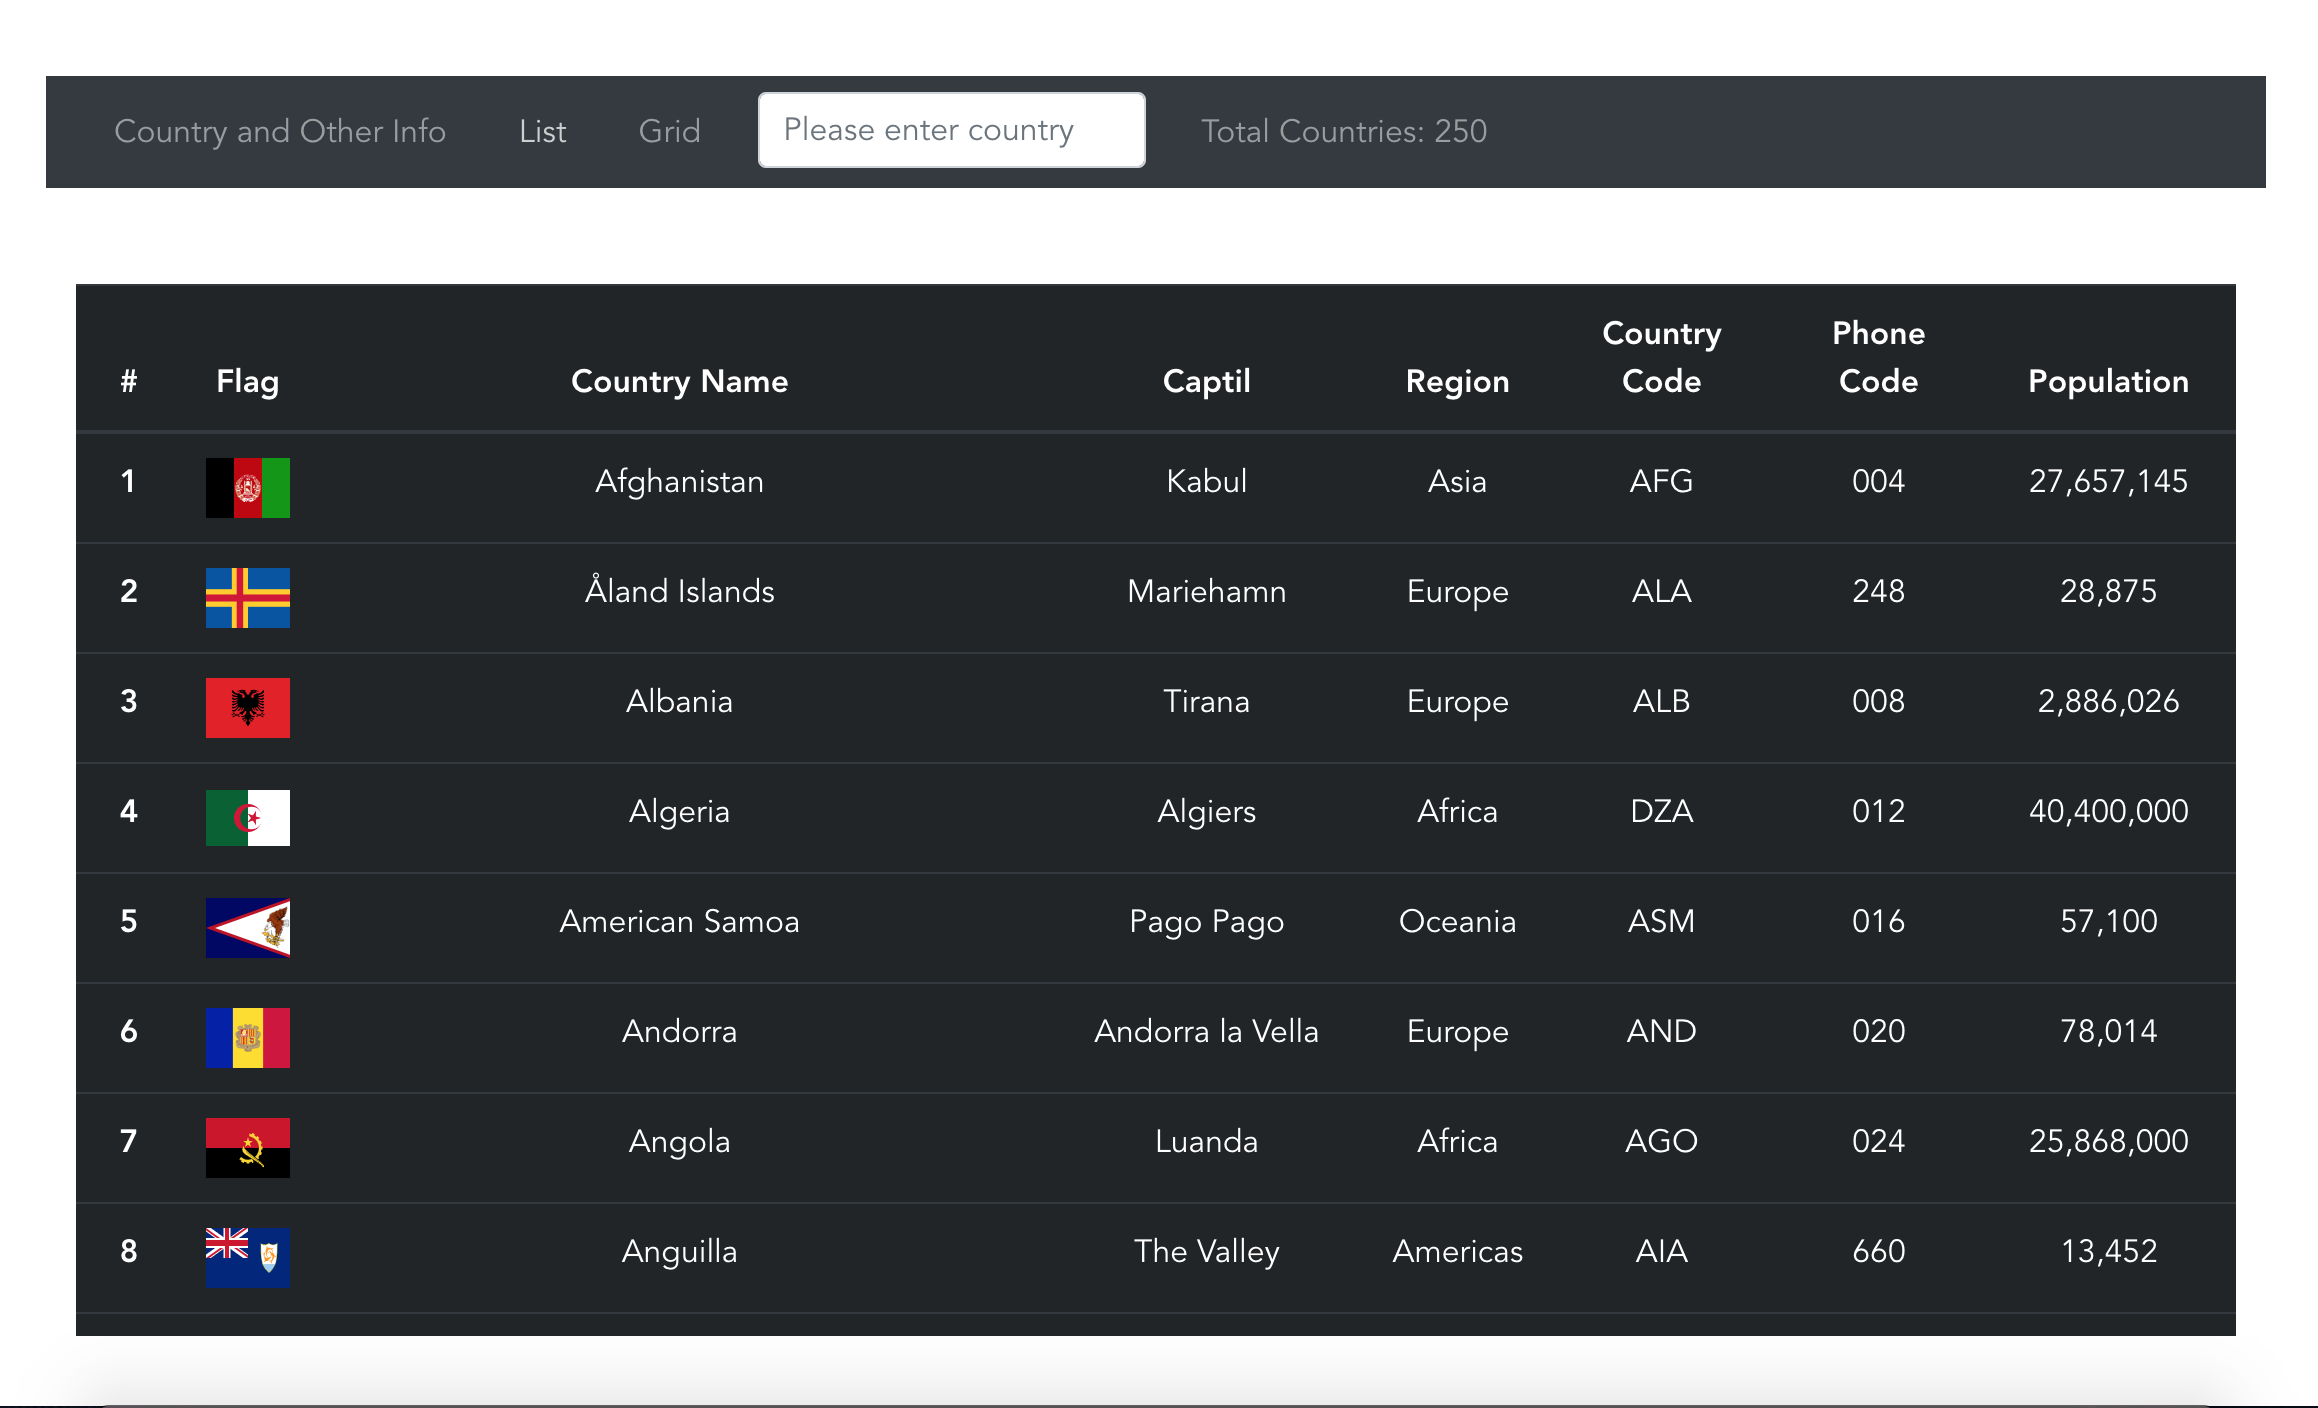 Country and Other Info List Grid Please enter country Total Countries: 250
# Flag Country Name Captil Region Country Code Phone Code Population
1 Afghanistan Kabul Asia AFG 004 27,657,145
2 Åland Islands Mariehamn Europe ALA 248 28,875
3 Albania Tirana Europe ALB 008 2,886,026
4 Algeria Algiers Africa DZA 012 40,400,000
5 American Samoa Pago Pago Oceania ASM 016 57,100
6 Andorra Andorra la Vella Europe AND 020 78,014
7 Angola Luanda Africa AGO 024 25,868,000
8 Anguilla The Valley Americas AIA 660 13,452